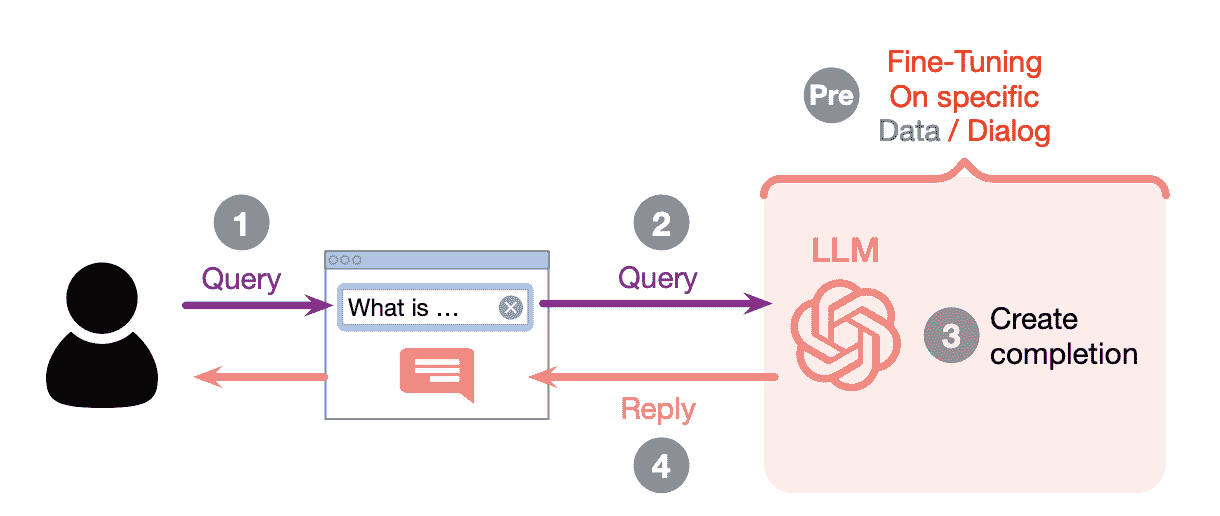 Pre
Fine-Tuning
On specific
Data / Dialog
1
Query
2
Query
What is ...
LLM
3
Create
completion
Reply
4